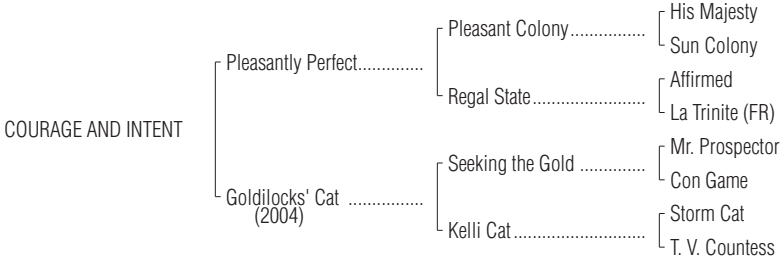 His Majesty
Pleasant Colony................
Sun Colony
Pleasantly Perfect..............
Affirmed
Regal State........................
La Trinite (FR)
COURAGE AND INTENT
Mr. Prospector
Seeking the Gold ..............
Con Game
Goldilocks' Cat ................
(2004)
Storm Cat
Kelli Cat............................
T. V. Countess